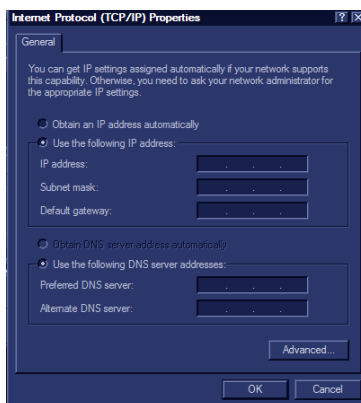 Internet Protocol (TCP/IP) Properties
General
You can get IP settings assigned automatically if your network supports
this capability. Otherwise, you need to ask your network administrator for
the appropriate IP settings.
Obtain an IP address automatically
Use the following IP address:
IP address:
Subnet mask:
Default gateway:
Obtain DNS server address automatically
Use the following DNS server addresses:
Preferred DNS server:
Alternate DNS server:
Advanced...
OK Cancel